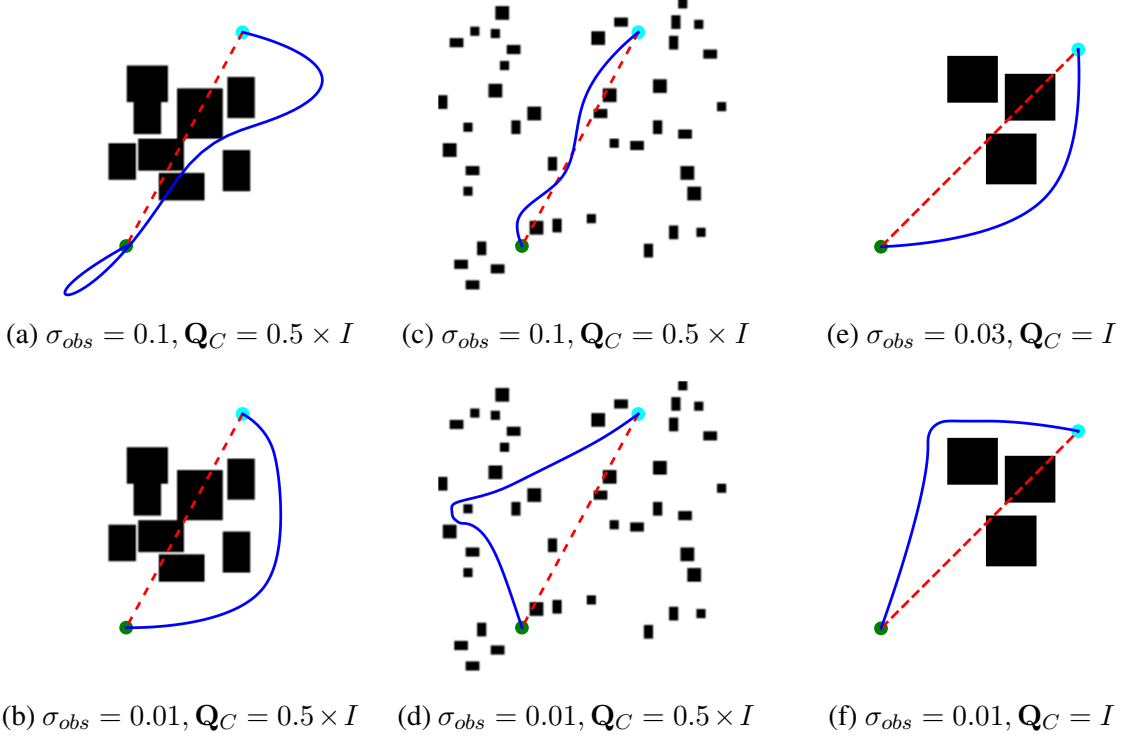 (a) σ_obs = 0.1, Q_C = 0.5 × I
(c) σ_obs = 0.1, Q_C = 0.5 × I
(e) σ_obs = 0.03, Q_C = I
(b) σ_obs = 0.01, Q_C = 0.5 × I
(d) σ_obs = 0.01, Q_C = 0.5 × I
(f) σ_obs = 0.01, Q_C = I